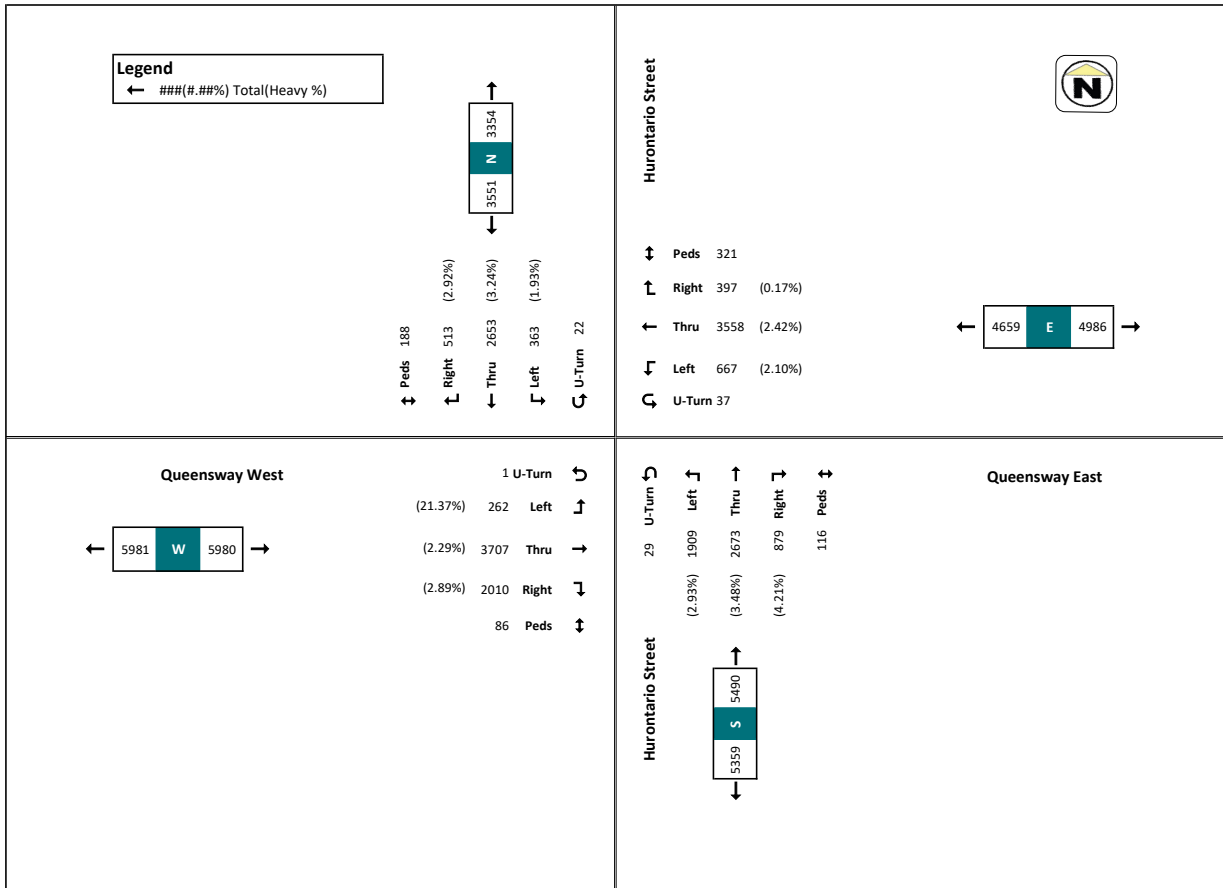 Legend
← ###(#.##%) Total(Heavy %)
3354
N
3551
(2.92%) (3.24%) (1.93%)
188 513 2653 363 22
Peds Right Thru Left U-Turn
Hurontario Street
N
Peds 321
Right 397 (0.17%)
Thru 3558 (2.42%)
Left 667 (2.10%)
U-Turn 37
4659 E 4986
Queensway West
1 U-Turn
(21.37%) 262 Left
(2.29%) 3707 Thru
(2.89%) 2010 Right
86 Peds
5981 W 5980
U-Turn Left Thru Right Peds
29 1909 2673 879 116
(2.93%) (3.48%) (4.21%)
Queensway East
Hurontario Street
5490
S
5359